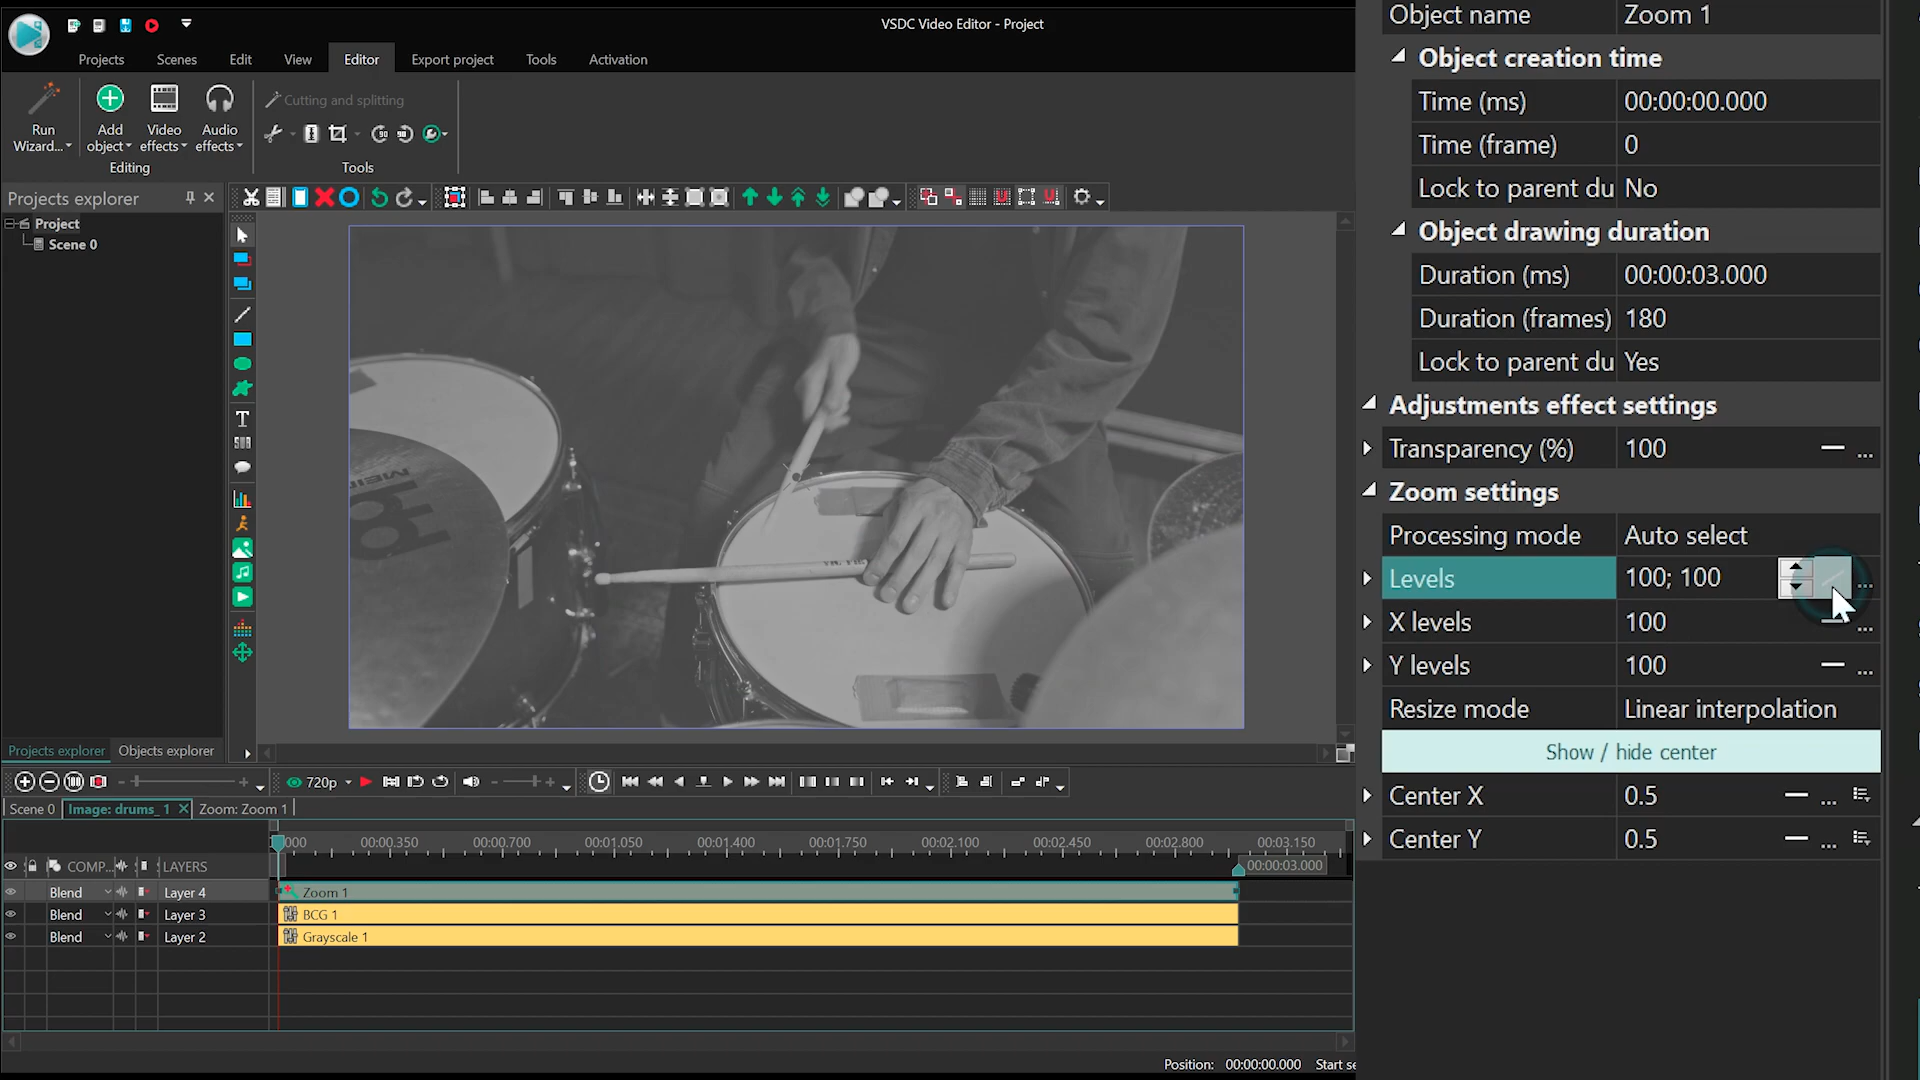 VSDC Video Editor - Project
Projects
Scenes
Edit
View
Editor
Export project
Tools
Activation
Run
Wizard...
Add
object
Video
effects
Audio
effects
Editing
Cutting and splitting
Tools
Projects explorer
Project
Scene 0
Projects explorer
Objects explorer
720p
Scene 0
Image: drums_1
Zoom: Zoom 1
000
00:00.350
00:00.700
00:01.050
00:01.400
00:01.750
00:02.100
00:02.450
00:02.800
00:03.150
00:00:03.000
COMP...
LAYERS
Blend
Layer 4
Zoom 1
Blend
Layer 3
BCG 1
Blend
Layer 2
Grayscale 1
Position: 00:00:00.000 Start se
Object name Zoom 1
Object creation time
Time (ms) 00:00:00.000
Time (frame) 0
Lock to parent du No
Object drawing duration
Duration (ms) 00:00:03.000
Duration (frames) 180
Lock to parent du Yes
Adjustments effect settings
Transparency (%) 100 ...
Zoom settings
Processing mode Auto select
Levels 100; 100 ...
X levels 100 ...
Y levels 100 ...
Resize mode Linear interpolation
Show / hide center
Center X 0.5 ...
Center Y 0.5 ...